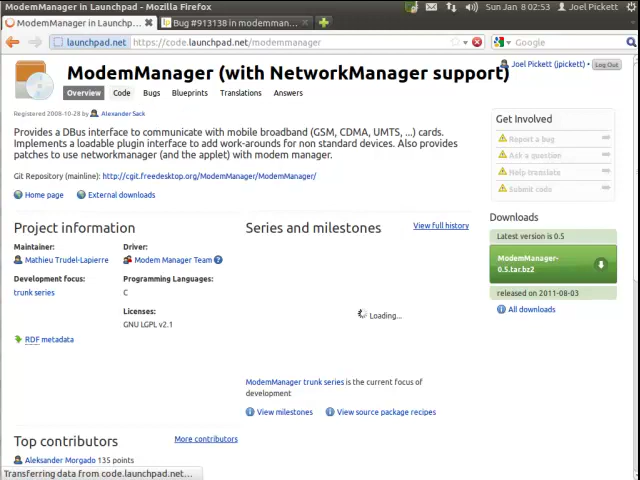 ModemManager in Launchpad - Mozilla Firefox
Sun Jan 8 02:53 Joel Pickett
ModemManager in Launchp...
Bug #913138 in modemman...
launchpad.net https://code.launchpad.net/modemmanager
Google
ModemManager (with NetworkManager support)
Joel Pickett (jpickett) • Log Out
Overview Code Bugs Blueprints Translations Answers
Registered 2008-10-28 by Alexander Sack
Provides a DBus interface to communicate with mobile broadband (GSM, CDMA, UMTS, ...) cards.
Implements a loadable plugin interface to add work-arounds for non standard devices. Also provides
patches to use networkmanager (and the applet) with modem manager.
Git Repository (mainline): http://cgit.freedesktop.org/ModemManager/ModemManager/
Home page External downloads
Get Involved
Report a bug
Ask a question
Help translate
Submit code
Downloads
Latest version is 0.5
ModemManager-
0.5.tar.bz2
released on 2011-08-03
All downloads
Project information
Maintainer:
Mathieu Trudel-Lapierre
Driver:
Modem Manager Team
Development focus:
trunk series
Programming Languages:
C
Licenses:
GNU LGPL v2.1
RDF metadata
Series and milestones
View full history
Loading...
ModemManager trunk series is the current focus of
development
View milestones View source package recipes
Top contributors
More contributors
Aleksander Morgado 135 points
Transferring data from code.launchpad.net...